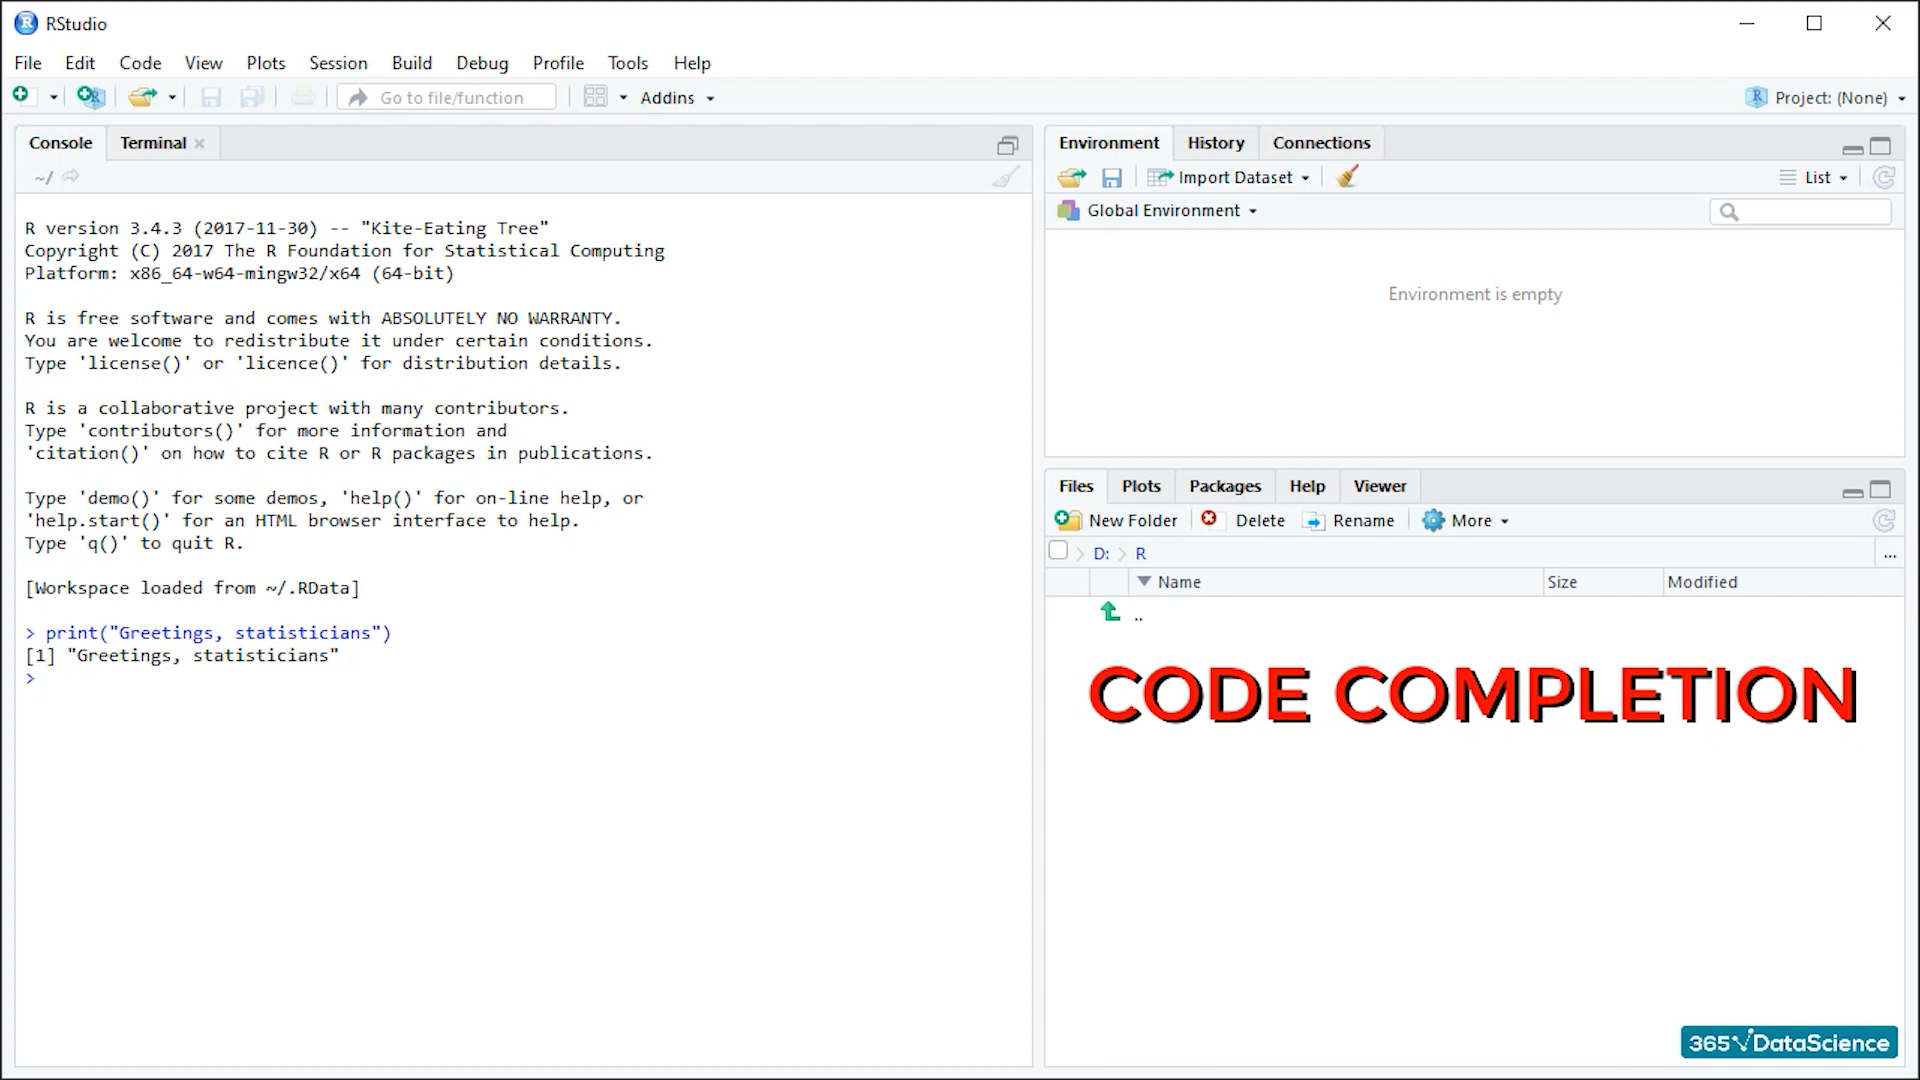 RStudio
File Edit Code View Plots Session Build Debug Profile Tools Help
Go to file/function Addins Project: (None)
Console Terminal
~/
R version 3.4.3 (2017-11-30) -- "Kite-Eating Tree"
Copyright (C) 2017 The R Foundation for Statistical Computing
Platform: x86_64-w64-mingw32/x64 (64-bit)
R is free software and comes with ABSOLUTELY NO WARRANTY.
You are welcome to redistribute it under certain conditions.
Type 'license()' or 'licence()' for distribution details.
R is a collaborative project with many contributors.
Type 'contributors()' for more information and
'citation()' on how to cite R or R packages in publications.
Type 'demo()' for some demos, 'help()' for on-line help, or
'help.start()' for an HTML browser interface to help.
Type 'q()' to quit R.
[Workspace loaded from ~/.RData]
> print("Greetings, statisticians")
[1] "Greetings, statisticians"
>
Environment History Connections
Import Dataset List
Global Environment
Environment is empty
Files Plots Packages Help Viewer
New Folder Delete Rename More
D: R ...
Name Size Modified
..
CODE COMPLETION
365 DataScience